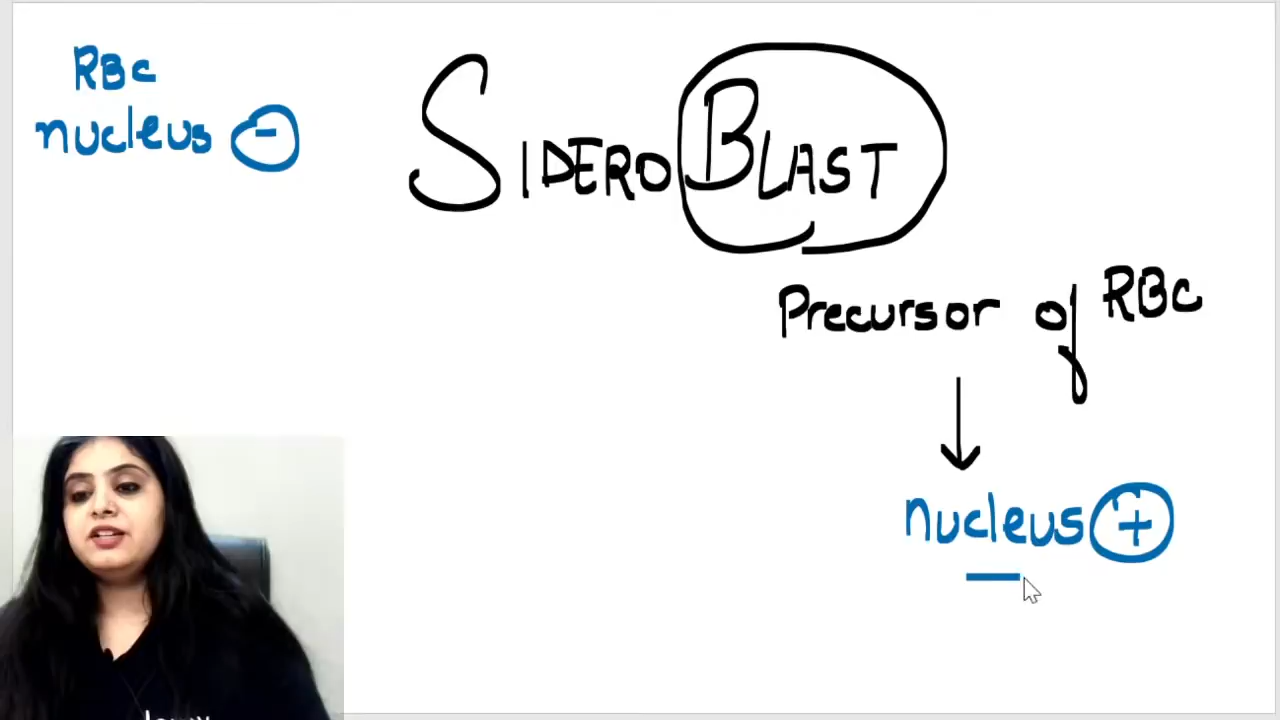 RBc
nucleus -
SIDEROBLAST
Precursor of RBc
nucleus +